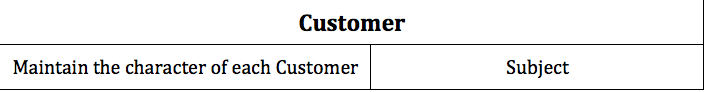 Customer
Maintain the character of each Customer
Subject